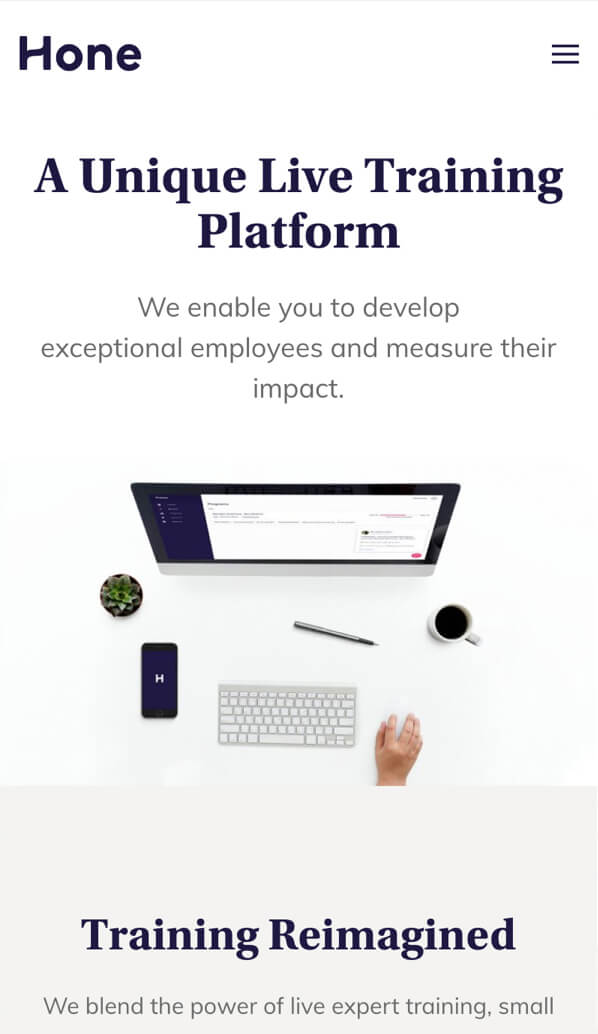 Hone
A Unique Live Training
Platform
We enable you to develop
exceptional employees and measure their
impact.
Programs
H
Training Reimagined
We blend the power of live expert training, small